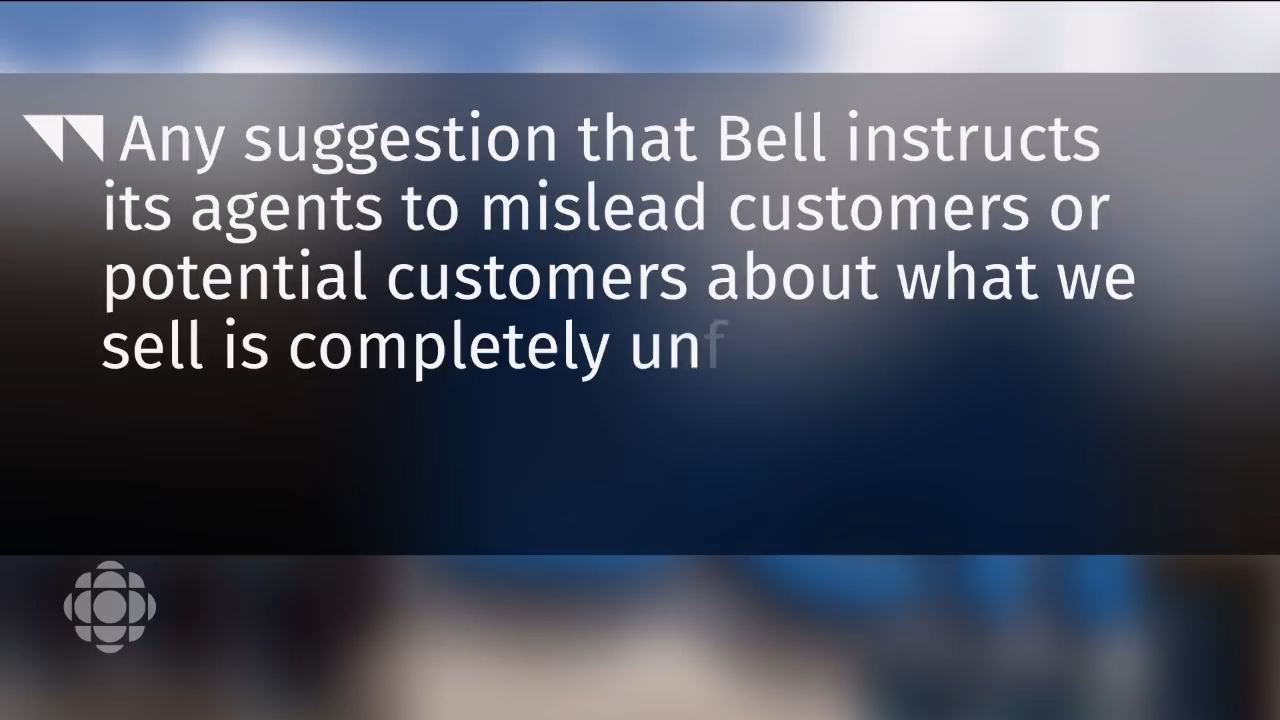 Any suggestion that Bell instructs
its agents to mislead customers or
potential customers about what we
sell is completely unf